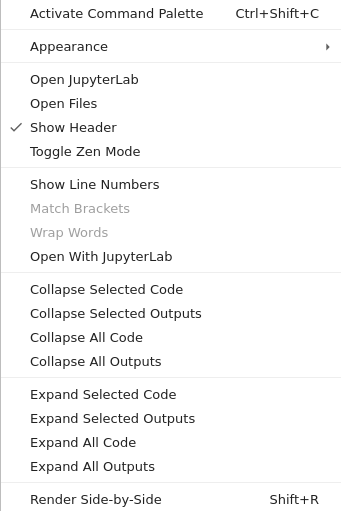 Activate Command Palette Ctrl+Shift+C
Appearance
Open JupyterLab
Open Files
Show Header
Toggle Zen Mode
Show Line Numbers
Match Brackets
Wrap Words
Open With JupyterLab
Collapse Selected Code
Collapse Selected Outputs
Collapse All Code
Collapse All Outputs
Expand Selected Code
Expand Selected Outputs
Expand All Code
Expand All Outputs
Render Side-by-Side Shift+R